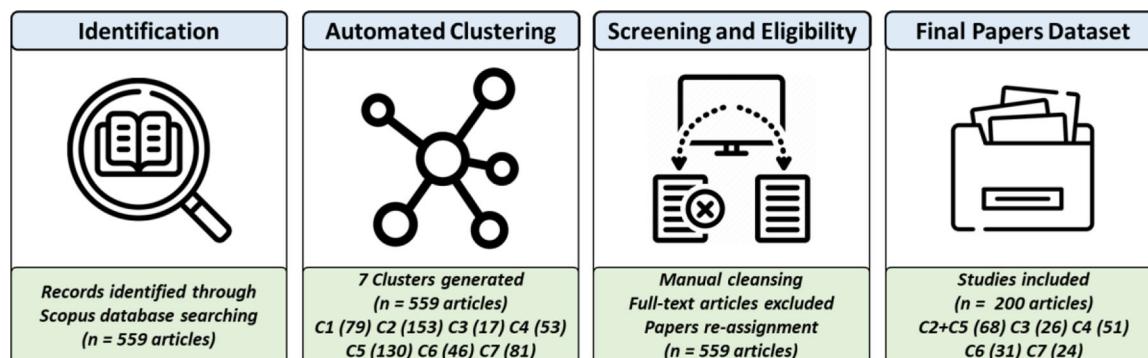 Identification
Records identified through
Scopus database searching
(n = 559 articles)
Automated Clustering
7 Clusters generated
(n = 559 articles)
C1 (79) C2 (153) C3 (17) C4 (53)
C5 (130) C6 (46) C7 (81)
Screening and Eligibility
Manual cleansing
Full-text articles excluded
Papers re-assignment
(n = 559 articles)
Final Papers Dataset
Studies included
(n = 200 articles)
C2+C5 (68) C3 (26) C4 (51)
C6 (31) C7 (24)